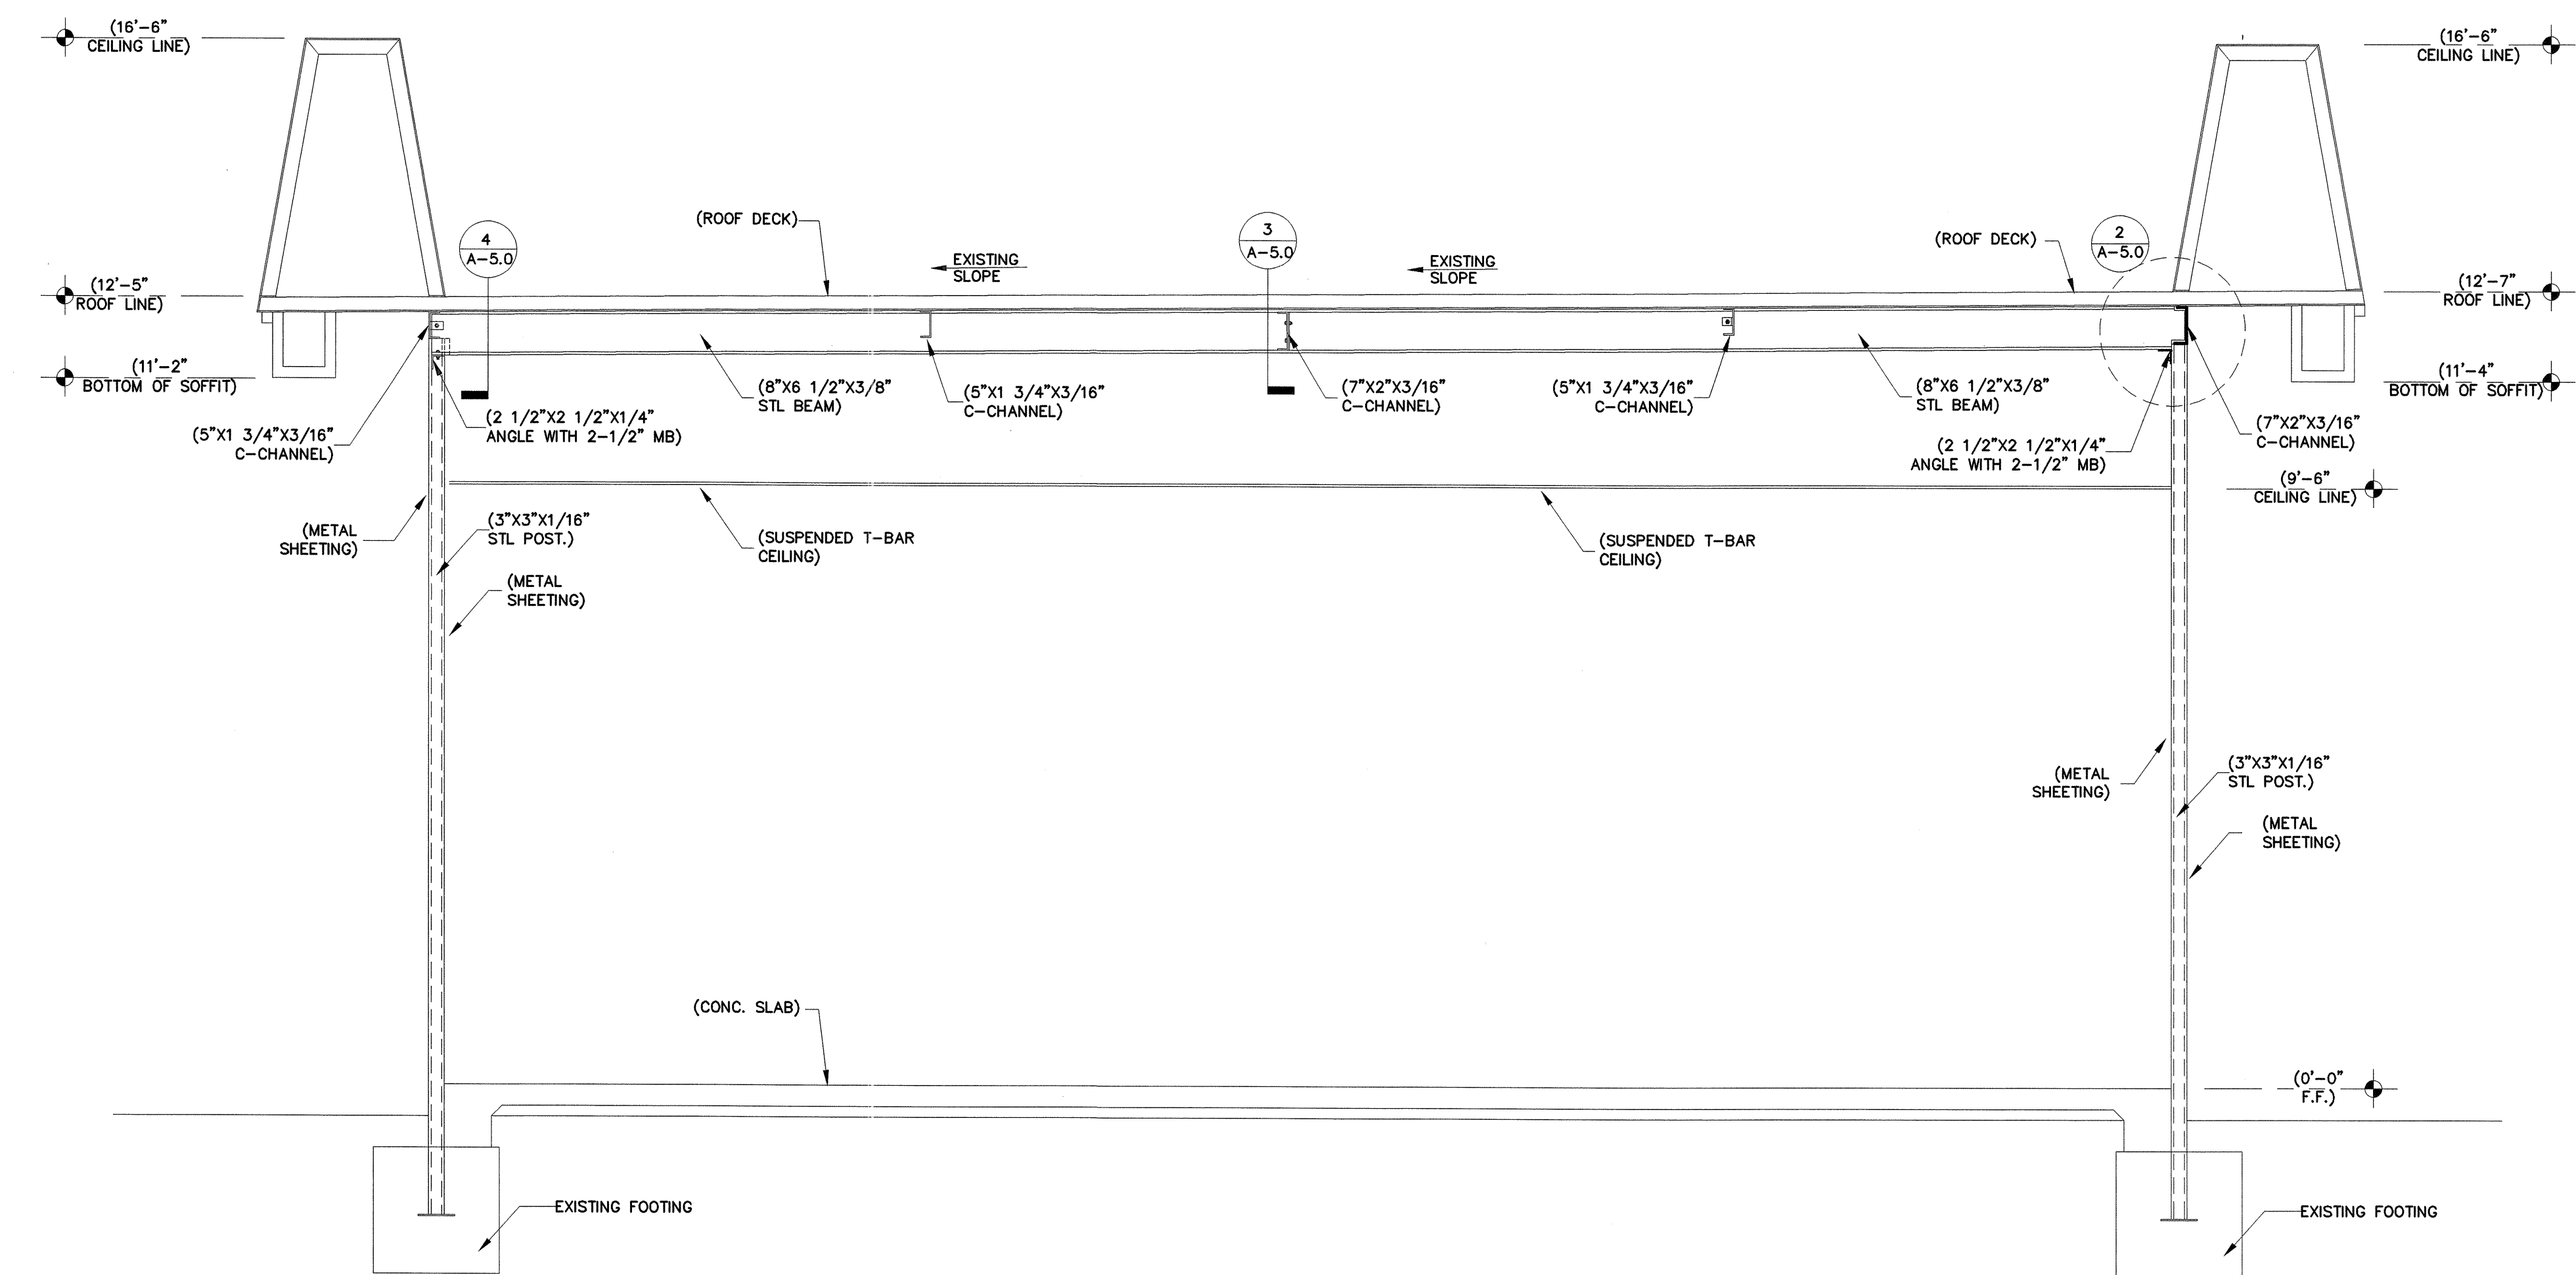 (16'-6"
CEILING LINE)
(16'-6"
CEILING LINE)
(ROOF DECK)
4
A-5.0
3
A-5.0
2
A-5.0
(ROOF DECK)
EXISTING
SLOPE
EXISTING
SLOPE
(12'-5"
ROOF LINE)
(12'-7"
ROOF LINE)
(11'-2"
BOTTOM OF SOFFIT)
(11'-4"
BOTTOM OF SOFFIT)
(5"X1 3/4"X3/16"
C-CHANNEL)
(2 1/2"X2 1/2"X1/4"
ANGLE WITH 2-1/2" MB)
(8"X6 1/2"X3/8"
STL BEAM)
(5"X1 3/4"X3/16"
C-CHANNEL)
(7"X2"X3/16"
C-CHANNEL)
(5"X1 3/4"X3/16"
C-CHANNEL)
(8"X6 1/2"X3/8"
STL BEAM)
(2 1/2"X2 1/2"X1/4"
ANGLE WITH 2-1/2" MB)
(7"X2"X3/16"
C-CHANNEL)
(9'-6"
CEILING LINE)
(METAL
SHEETING)
(3"X3"X1/16"
STL POST.)
(METAL
SHEETING)
(SUSPENDED T-BAR
CEILING)
(SUSPENDED T-BAR
CEILING)
(METAL
SHEETING)
(3"X3"X1/16"
STL POST.)
(METAL
SHEETING)
(CONC. SLAB)
(0'-0"
F.F.)
EXISTING FOOTING
EXISTING FOOTING